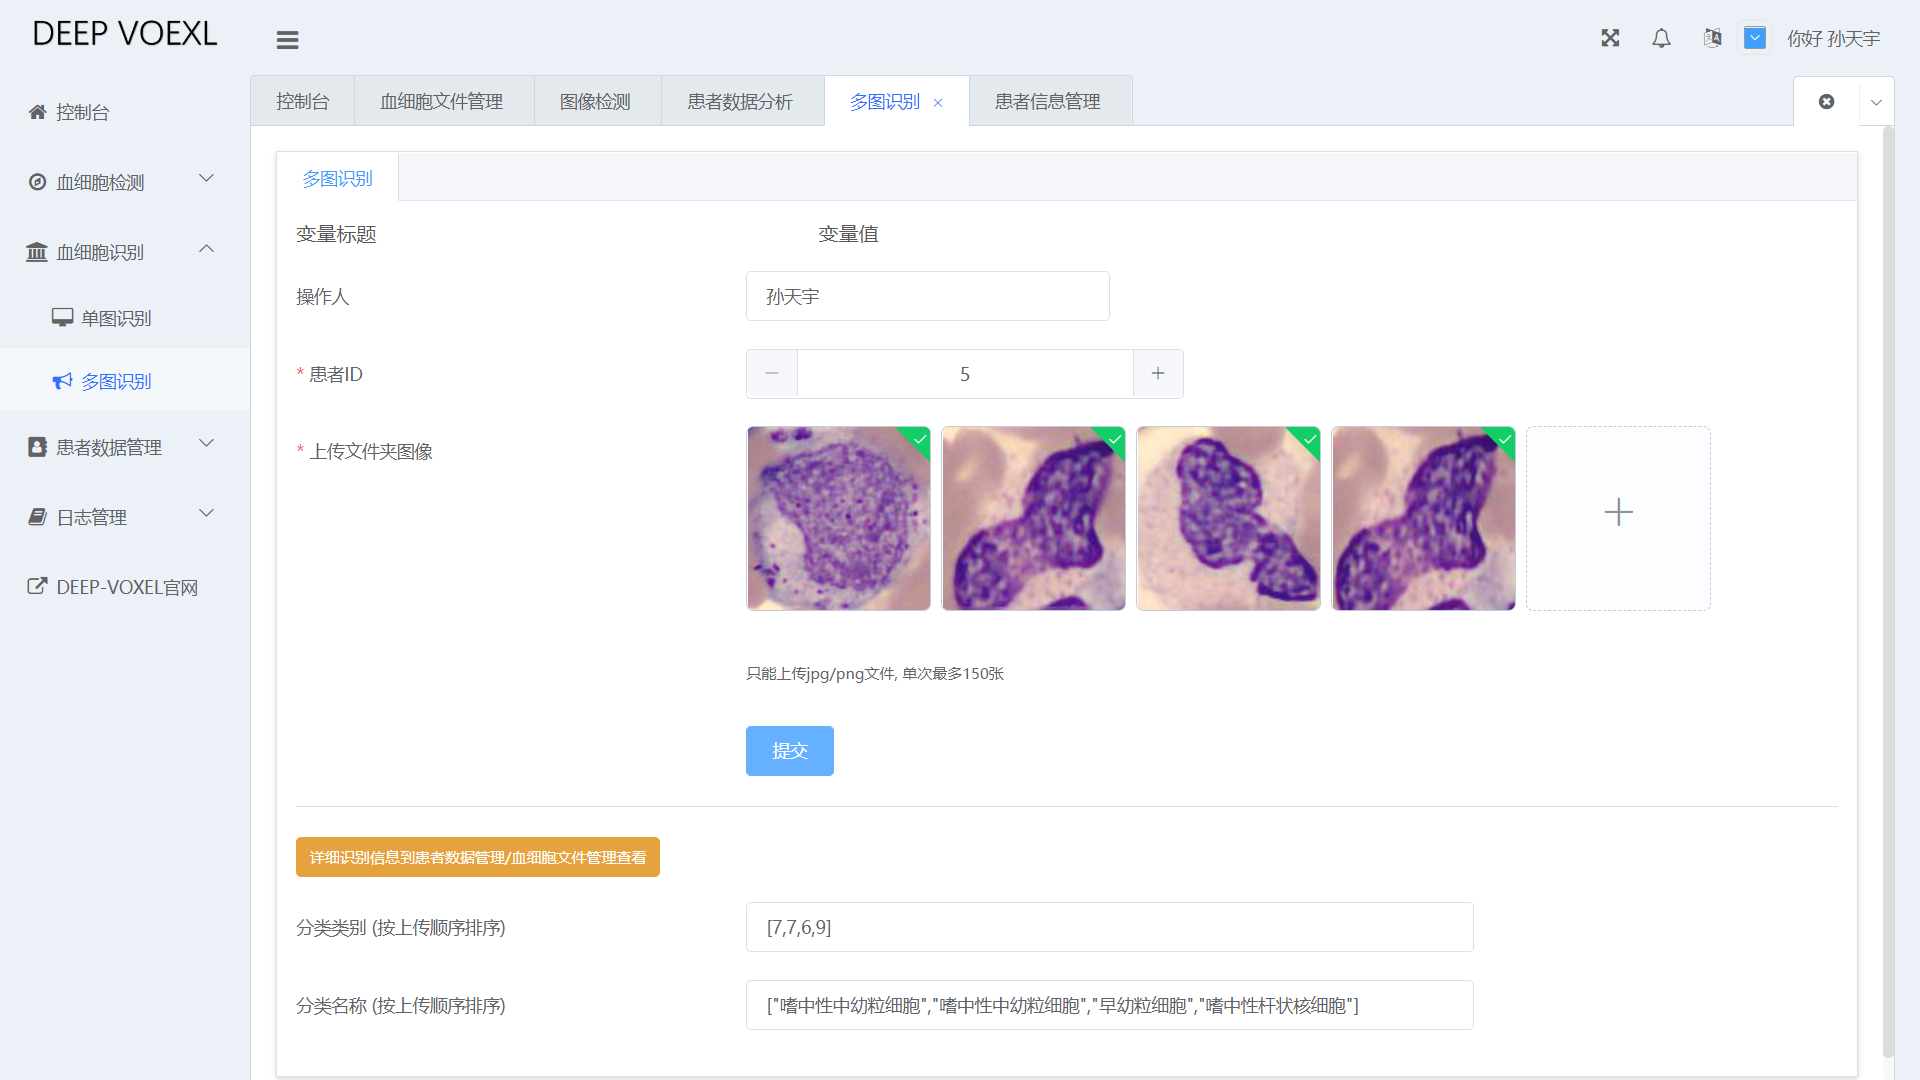 DEEP VOEXL
你好 孙天宇
控制台
血细胞文件管理
图像检测
患者数据分析
多图识别
患者信息管理
控制台
血细胞检测
血细胞识别
单图识别
多图识别
患者数据管理
日志管理
DEEP-VOXEL官网
多图识别
变量标题
变量值
操作人
孙天宇
* 患者ID
5
* 上传文件夹图像
只能上传jpg/png文件, 单次最多150张
提交
详细识别信息到患者数据管理/血细胞文件管理查看
分类类别 (按上传顺序排序)
[7,7,6,9]
分类名称 (按上传顺序排序)
["嗜中性中幼粒细胞","嗜中性中幼粒细胞","早幼粒细胞","嗜中性杆状核细胞"]